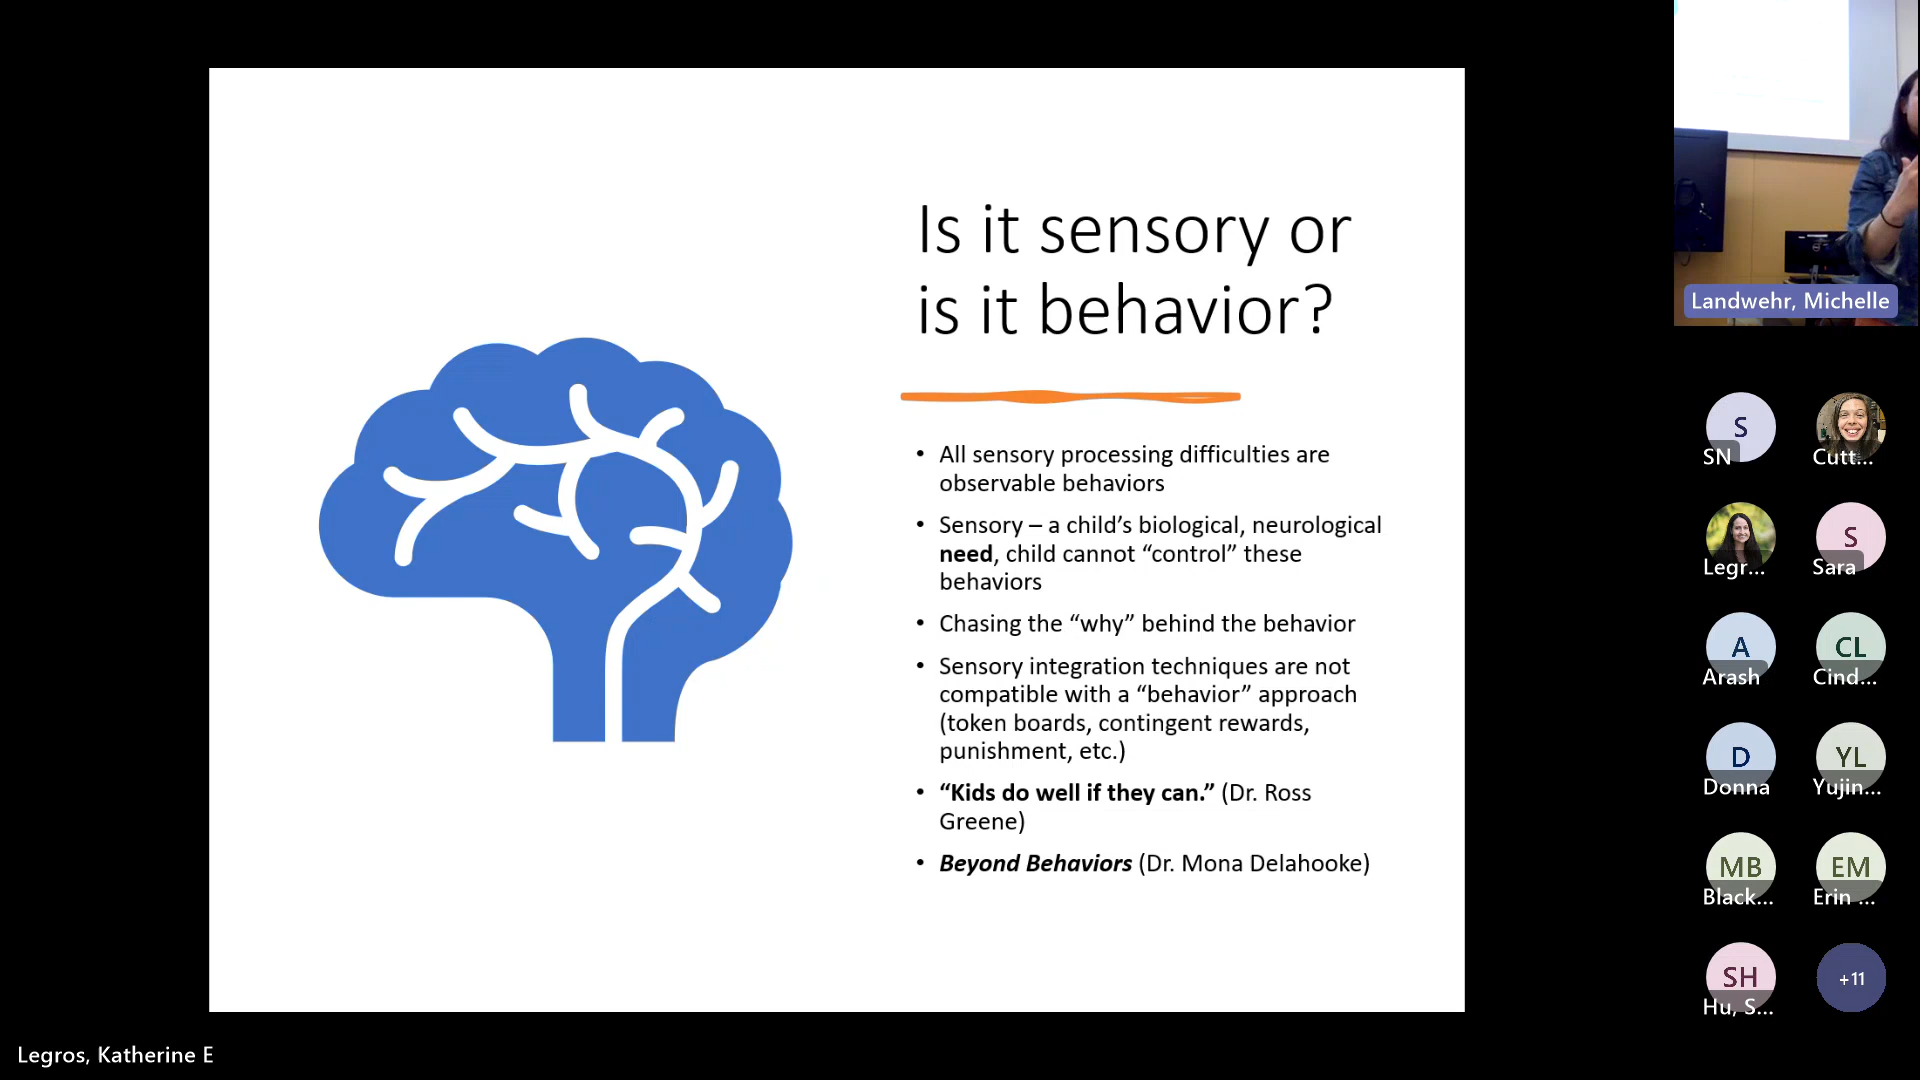 Is it sensory or
is it behavior?
• All sensory processing difficulties are
observable behaviors
• Sensory – a child’s biological, neurological
need, child cannot “control” these
behaviors
• Chasing the “why” behind the behavior
• Sensory integration techniques are not
compatible with a “behavior” approach
(token boards, contingent rewards,
punishment, etc.)
• “Kids do well if they can.” (Dr. Ross
Greene)
• Beyond Behaviors (Dr. Mona Delahooke)
Landwehr, Michelle
S
SN
Cutt...
Legr...
S
Sara
A
Arash
CL
Cind...
D
Donna
YL
Yujin...
MB
Black...
EM
Erin ...
SH
Hu, S...
+11
Legros, Katherine E